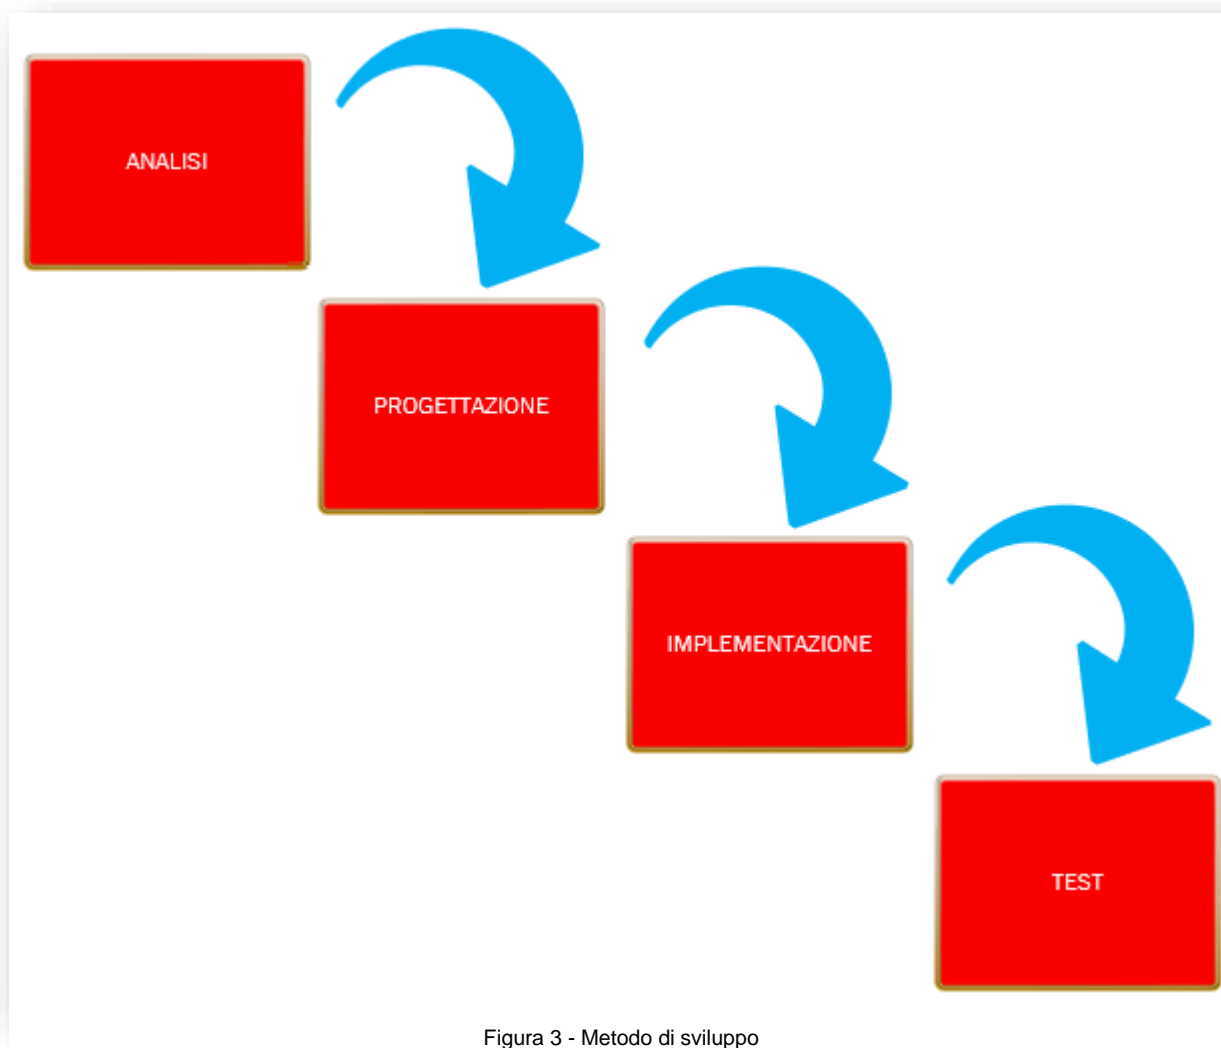 ANALISI
PROGETTAZIONE
IMPLEMENTAZIONE
TEST
Figura 3 - Metodo di sviluppo